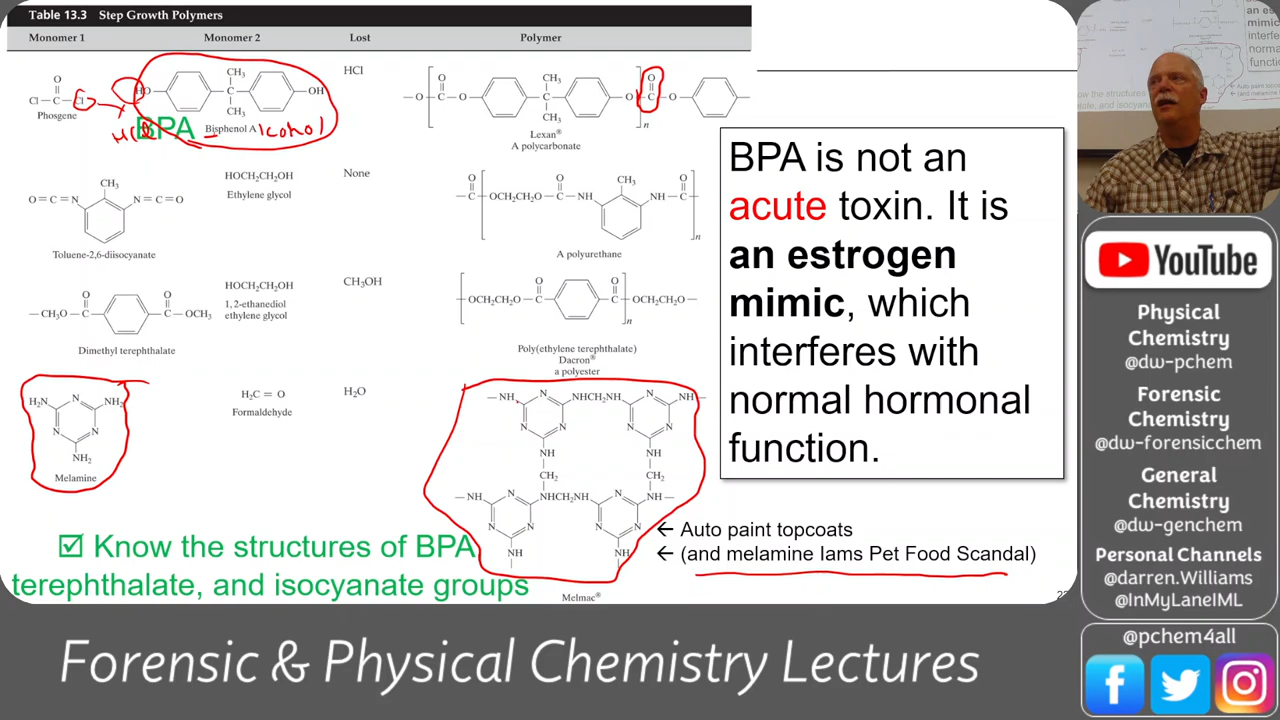 Table 13.3 Step Growth Polymers
Monomer 1 Monomer 2 Lost Polymer
Phosgene
BPA
Bisphenol A
HCl
Lexan®
A polycarbonate
Toluene-2,6-diisocyanate
HOCH2CH2OH
Ethylene glycol
None
A polyurethane
Dimethyl terephthalate
HOCH2CH2OH
1,2-ethanediol
ethylene glycol
CH3OH
Poly(ethylene terephthalate)
Dacron®
a polyester
Melamine
H2C = O
Formaldehyde
H2O
Melmac®
BPA is not an
acute toxin. It is
an estrogen
mimic, which
interferes with
normal hormonal
function.
← Auto paint topcoats
← (and melamine Iams Pet Food Scandal)
☑ Know the structures of BPA,
terephthalate, and isocyanate groups
Forensic & Physical Chemistry Lectures
YouTube
Physical
Chemistry
@dw-pchem
Forensic
Chemistry
@dw-forensicchem
General
Chemistry
@dw-genchem
Personal Channels
@darren.Williams
@InMyLaneIML
@pchem4all